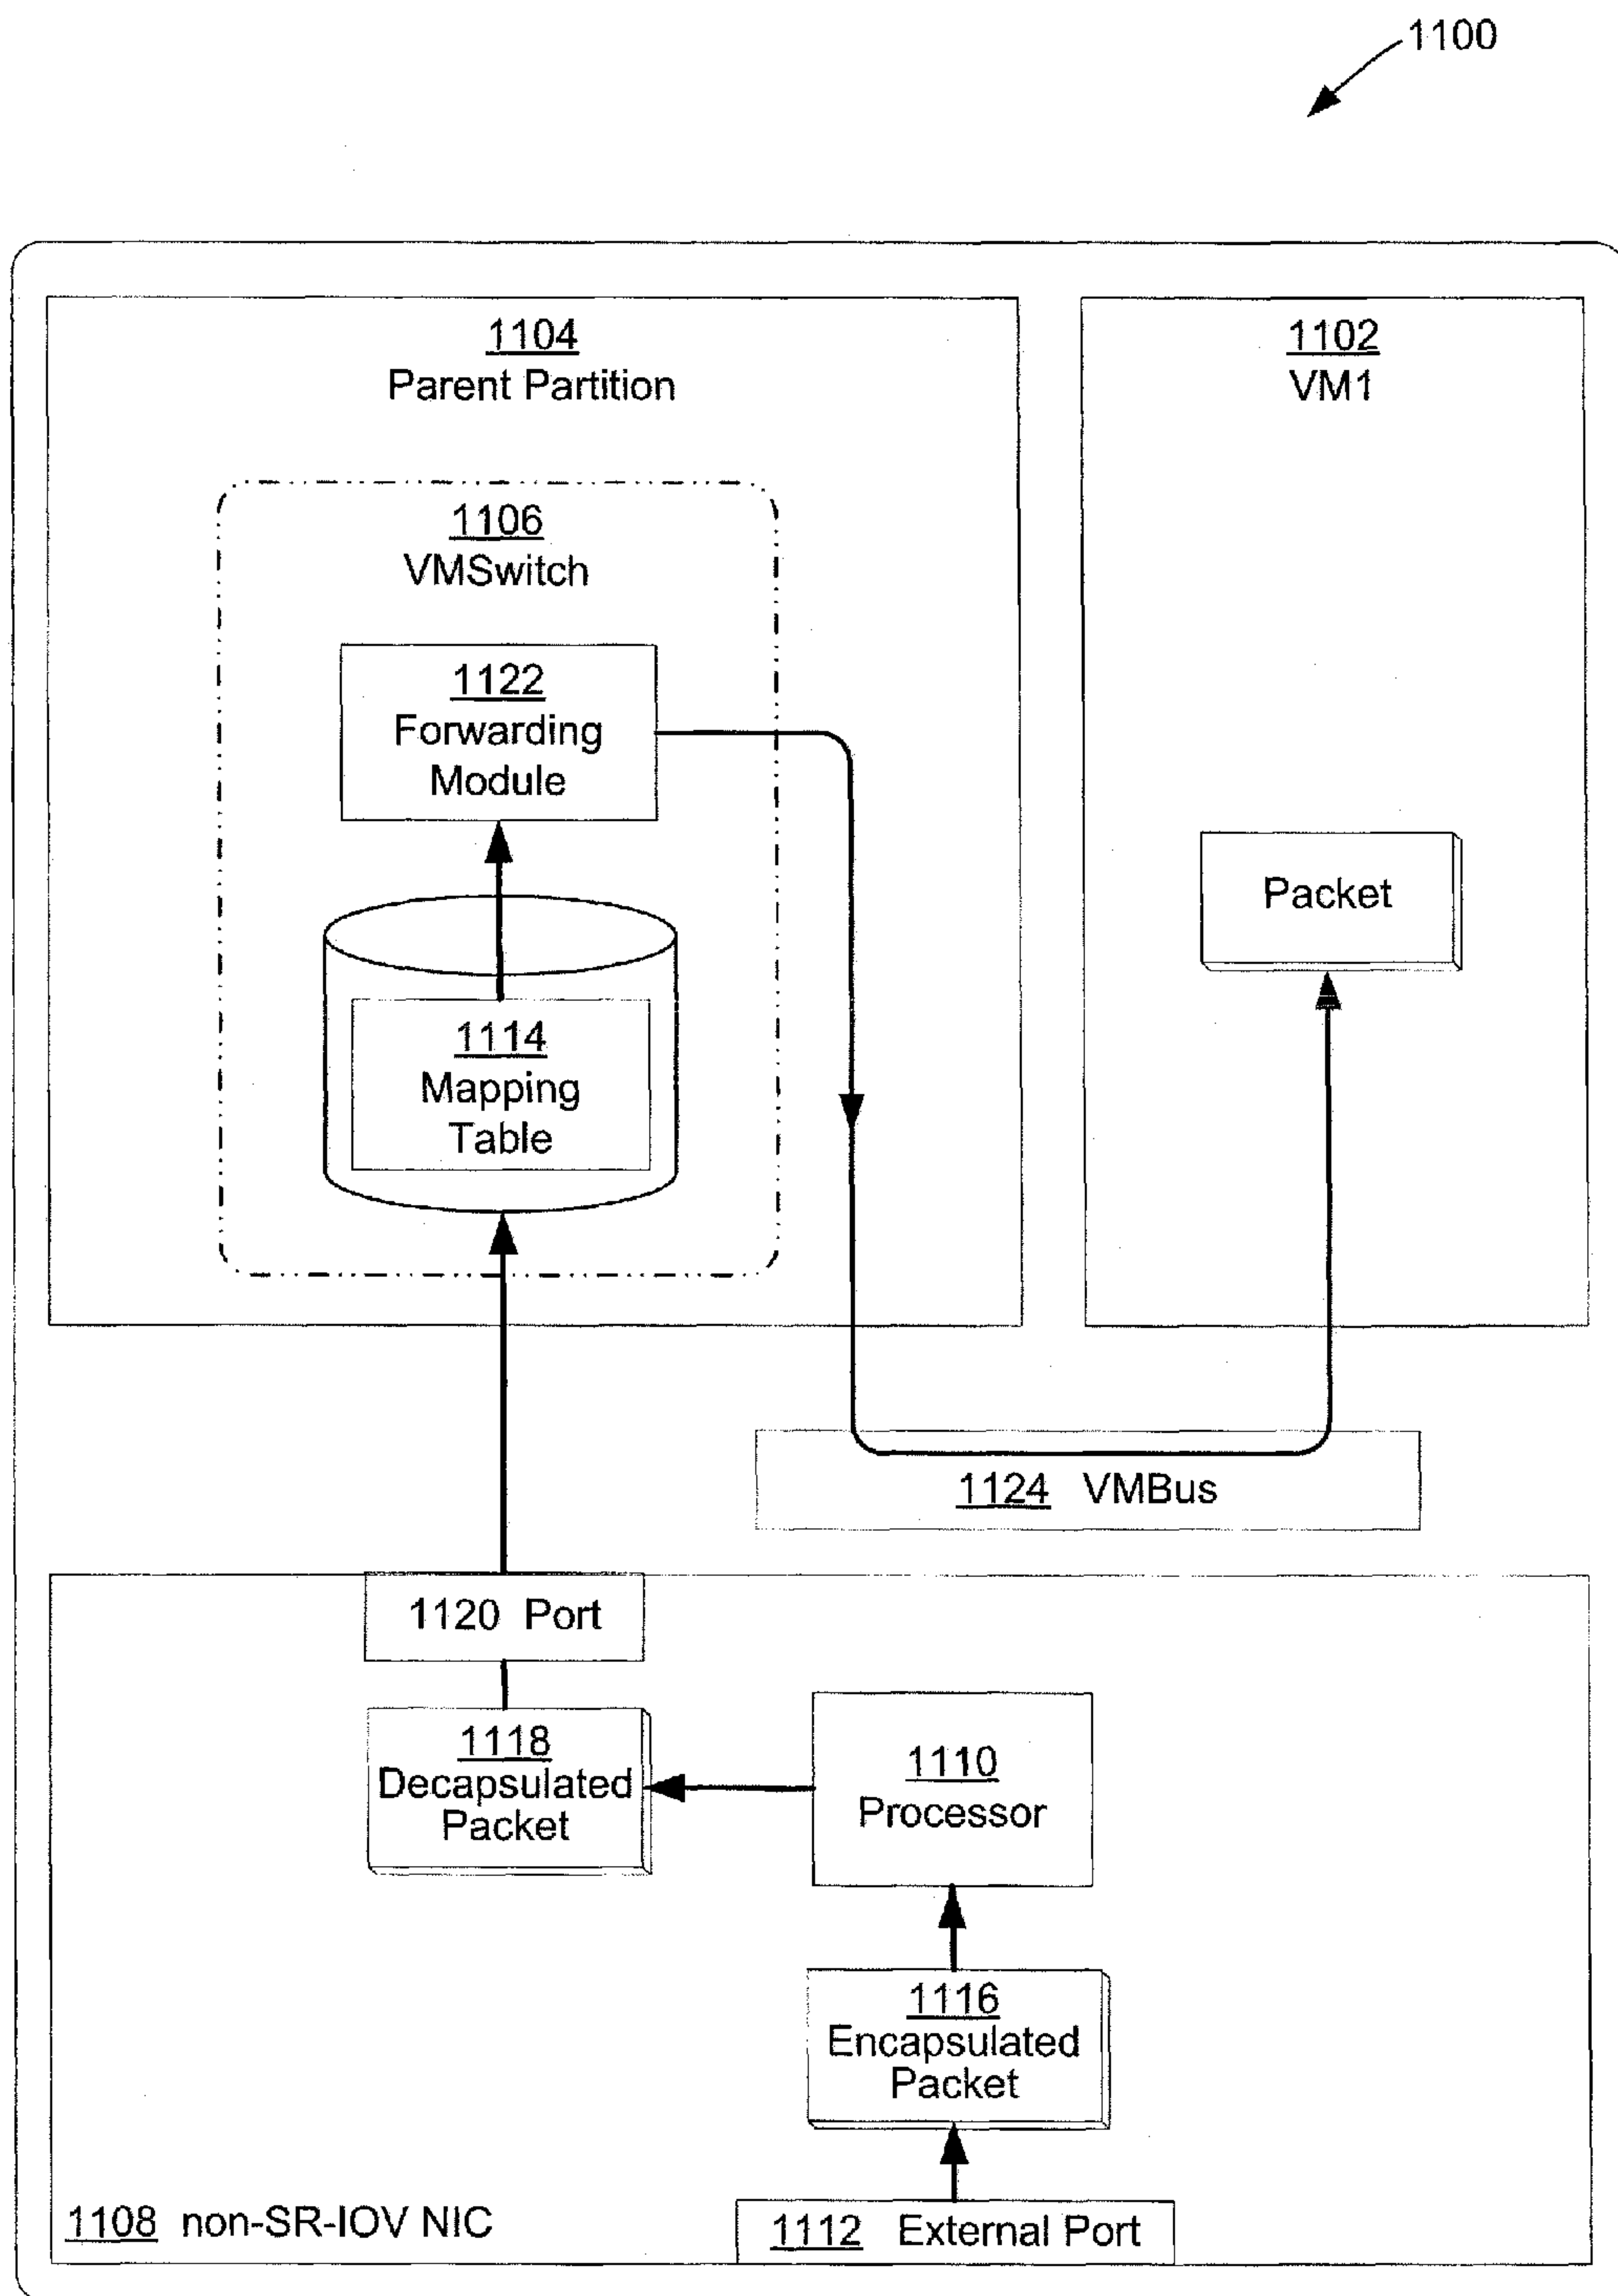 1100
1104
Parent Partition
1102
VM1
1106
VMSwitch
1122
Forwarding
Module
Packet
1114
Mapping
Table
1124 VMBus
1120 Port
1118
Decapsulated
Packet
1110
Processor
1116
Encapsulated
Packet
1108 non-SR-IOV NIC
1112 External Port